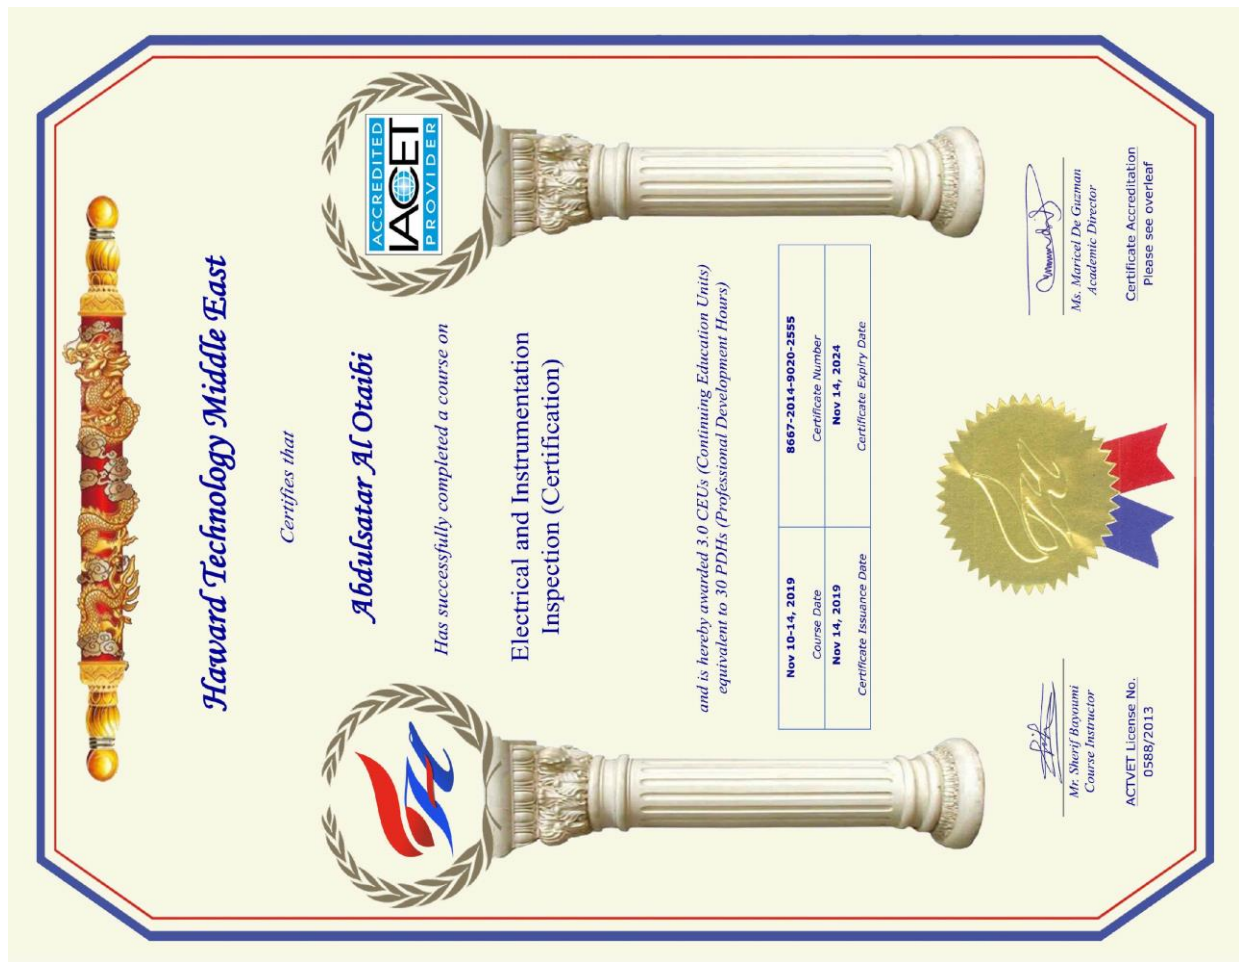 Haward Technology Middle East
Certifies that
Abdulsatar Al Otaibi
Has successfully completed a course on
Electrical and Instrumentation
Inspection (Certification)
and is hereby awarded 3.0 CEUs (Continuing Education Units)
equivalent to 30 PDHs (Professional Development Hours)
Nov 10-14, 2019
Course Date
8667-2014-9020-2555
Certificate Number
Nov 14, 2019
Certificate Issuance Date
Nov 14, 2024
Certificate Expiry Date
Mr. Sherif Bayoumi
Course Instructor
ACTVET License No.
0588/2013
Ms. Maricel De Guzman
Academic Director
Certificate Accreditation
Please see overleaf
ACCREDITED
IACET
PROVIDER